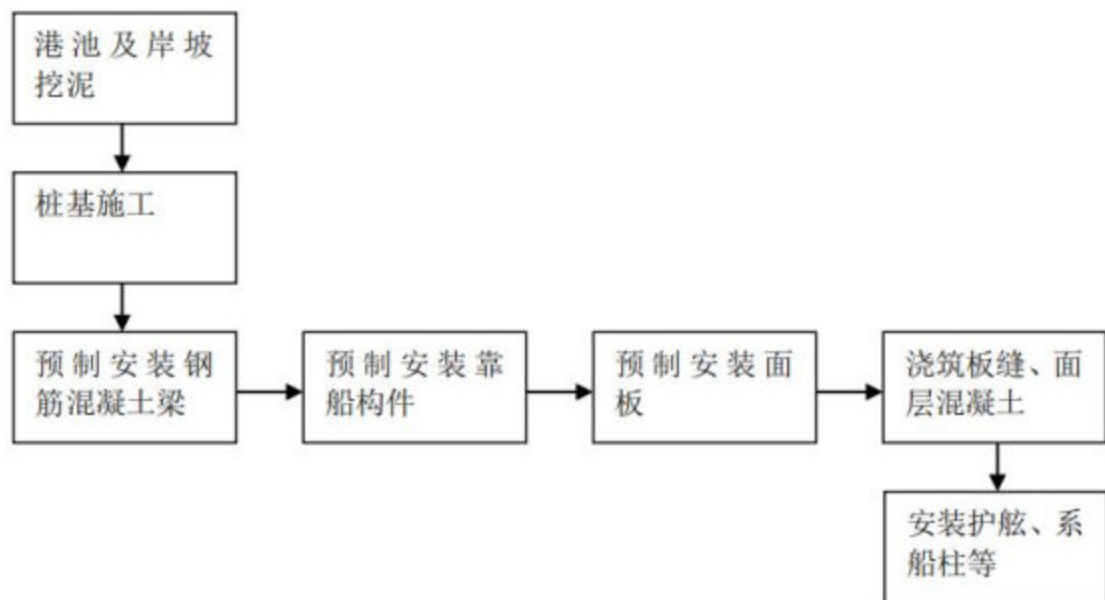 港池及岸坡
挖泥
桩基施工
预制安装钢
筋混凝土梁
预制安装靠
船构件
预制安装面
板
浇筑板缝、面
层混凝土
安装护舷、系
船柱等